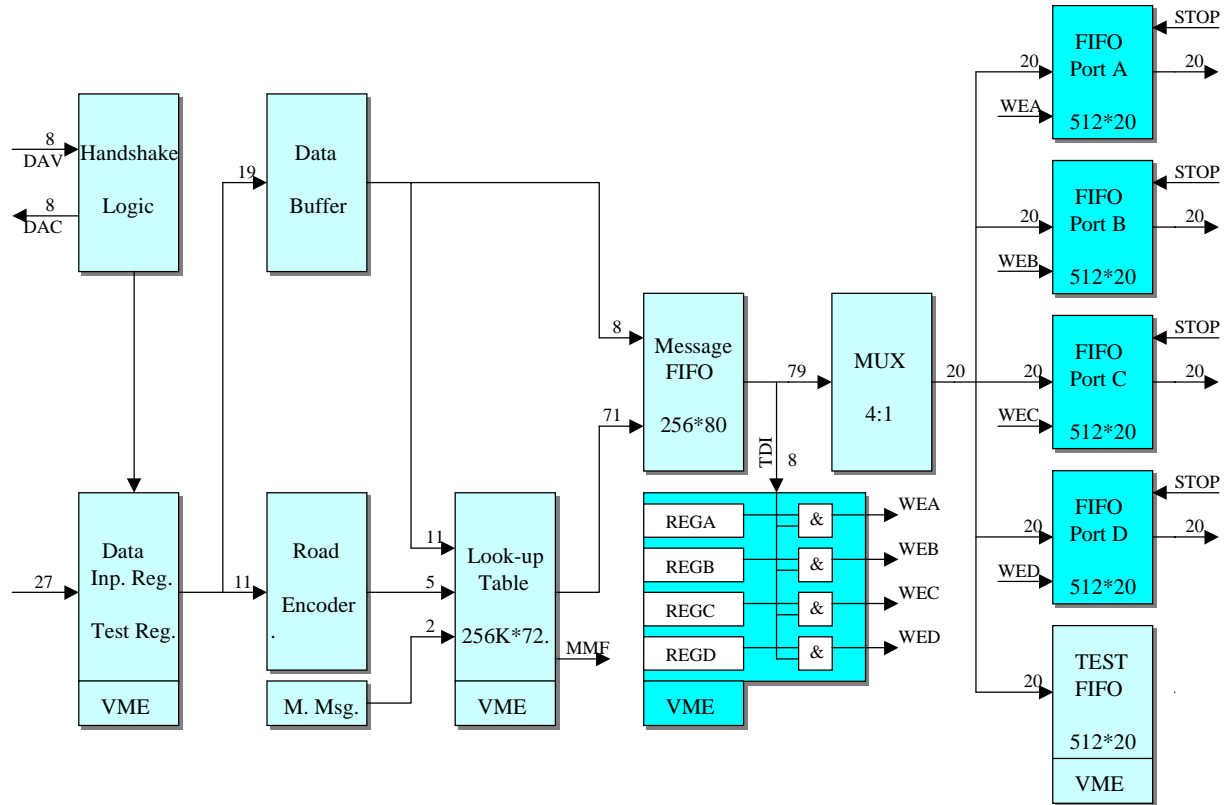 8
DAV
8
DAC
Handshake
Logic
19
Data
Buffer
27
Data
Inp. Reg.
Test Reg.
VME
11
Road
Encoder
.
M. Msg.
11
5
2
Look-up
Table
256K*72.
VME
MMF
8
71
Message
FIFO
256*80
79
TDI
8
MUX
4:1
20
REGA
&
WEA
REGB
&
WEB
REGC
&
WEC
REGD
&
WED
VME
20
WEA
FIFO
Port A
512*20
STOP
20
20
WEB
FIFO
Port B
512*20
STOP
20
20
WEC
FIFO
Port C
512*20
STOP
20
20
WED
FIFO
Port D
512*20
STOP
20
20
TEST
FIFO
512*20
VME